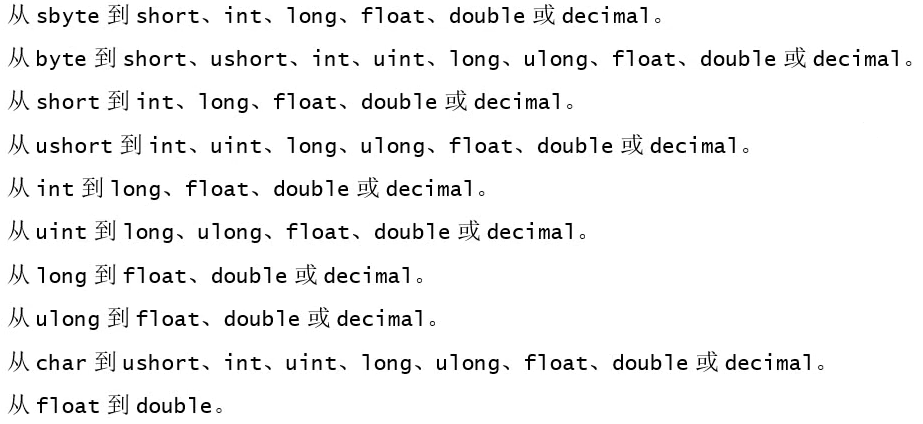 从 sbyte 到 short、int、long、float、double 或 decimal。
从 byte 到 short、ushort、int、uint、long、ulong、float、double 或 decimal。
从 short 到 int、long、float、double 或 decimal。
从 ushort 到 int、uint、long、ulong、float、double 或 decimal。
从 int 到 long、float、double 或 decimal。
从 uint 到 long、ulong、float、double 或 decimal。
从 long 到 float、double 或 decimal。
从 ulong 到 float、double 或 decimal。
从 char 到 ushort、int、uint、long、ulong、float、double 或 decimal。
从 float 到 double。